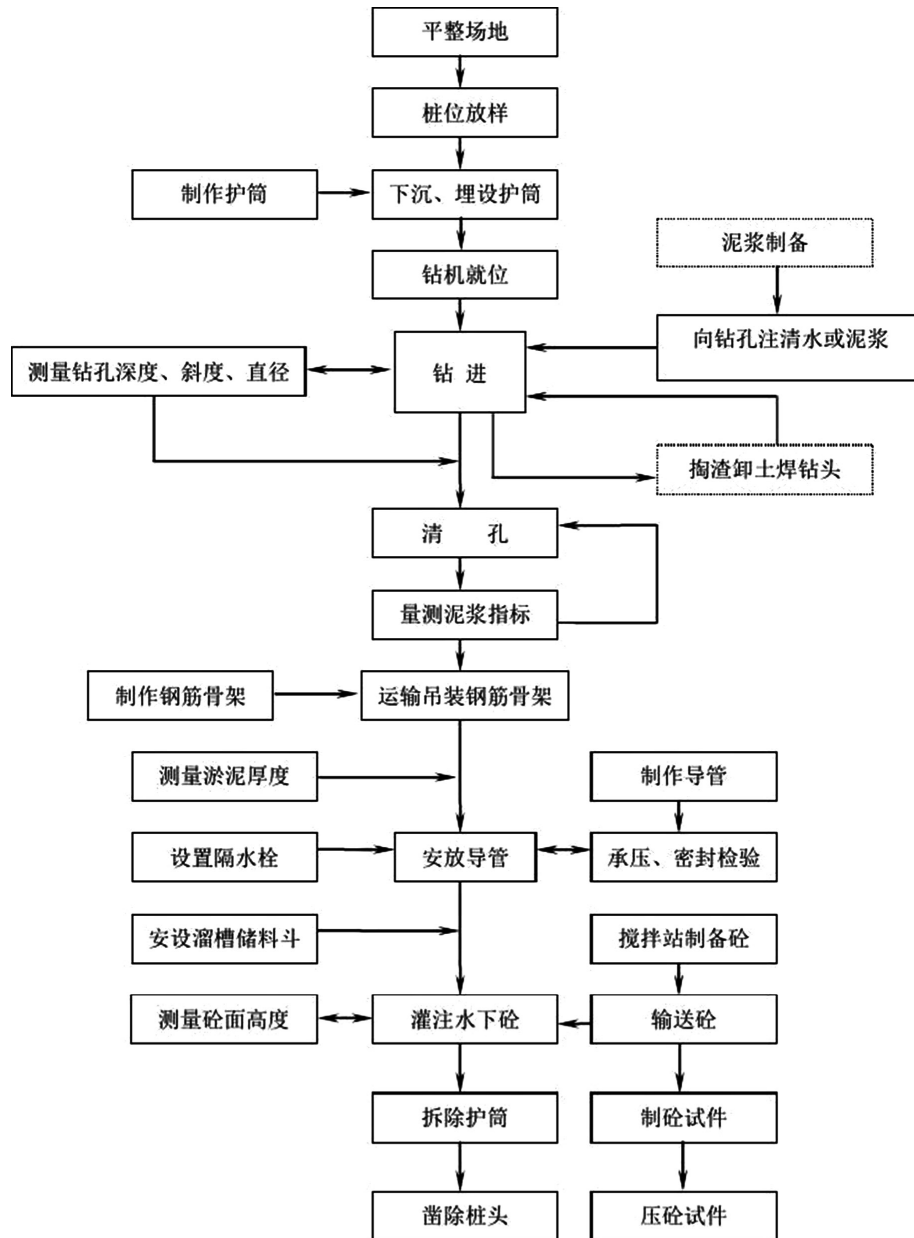 平整场地
桩位放样
制作护筒
下沉、埋设护筒
泥浆制备
钻机就位
向钻孔注清水或泥浆
测量钻孔深度、斜度、直径
钻 进
掏渣卸土焊钻头
清 孔
量测泥浆指标
制作钢筋骨架
运输吊装钢筋骨架
测量淤泥厚度
制作导管
设置隔水栓
安放导管
承压、密封检验
安设溜槽储料斗
搅拌站制备砼
测量砼面高度
灌注水下砼
输送砼
拆除护筒
制砼试件
凿除桩头
压砼试件